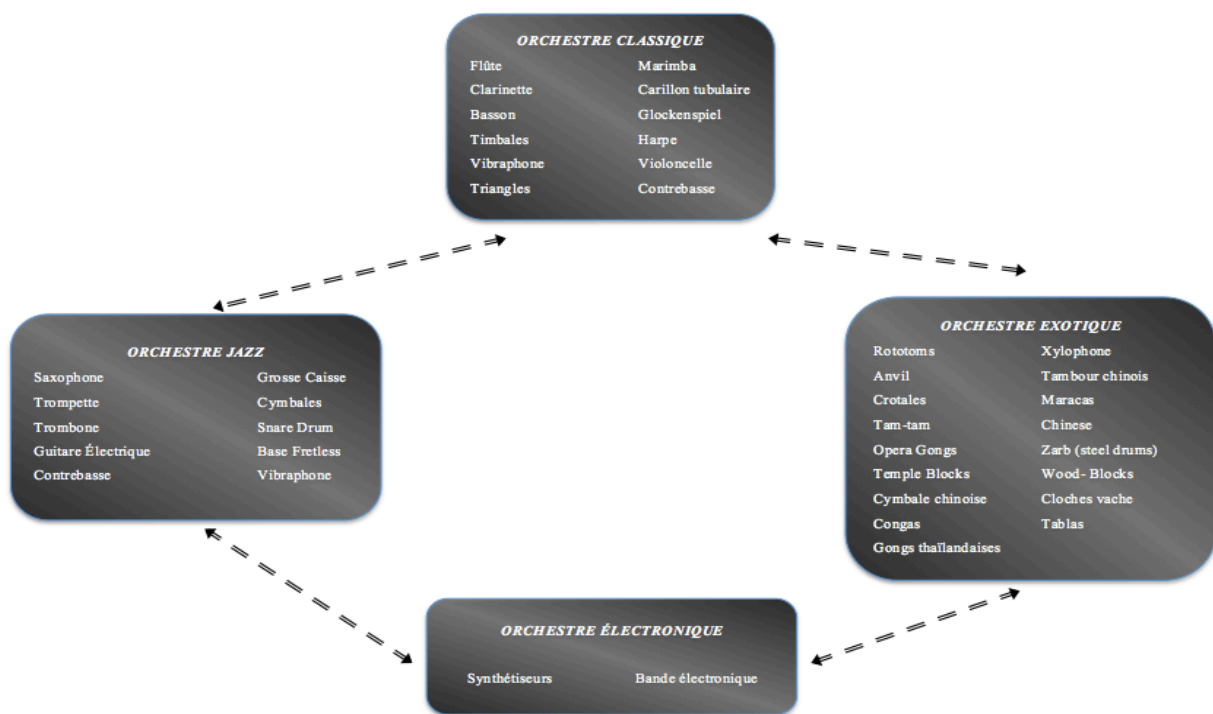 ORCHESTRE CLASSIQUE
Flûte Marimba
Clarinette Carillon tubulaire
Basson Glockenspiel
Timbales Harpe
Vibraphone Violoncelle
Triangles Contrebasse
ORCHESTRE JAZZ
Saxophone Grosse Caisse
Trompette Cymbales
Trombone Snare Drum
Guitare Électrique Base Fretless
Contrebasse Vibraphone
ORCHESTRE EXOTIQUE
Rototoms Xylophone
Anvil Tambour chinois
Crotales Maracas
Tam-tam Chinese
Opera Gongs Zarb (steel drums)
Temple Blocks Wood- Blocks
Cymbale chinoise Cloches vache
Congas Tablas
Gongs thaïlandaises
ORCHESTRE ÉLECTRONIQUE
Synthétiseurs Bande électronique